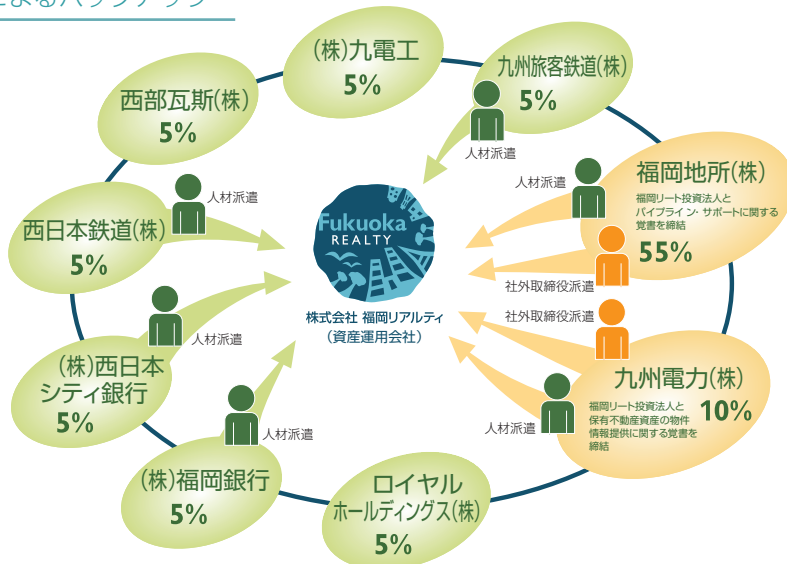 によるバックアップ
(株)九電工
5%
九州旅客鉄道(株)
5%
人材派遣
西部瓦斯(株)
5%
福岡地所(株)
福岡リート投資法人と
パイプライン・サポートに関する
覚書を締結
55%
人材派遣
社外取締役派遣
西日本鉄道(株)
5%
人材派遣
Fukuoka
REALTY
株式会社 福岡リアルティ
(資産運用会社)
社外取締役派遣
九州電力(株)
福岡リート投資法人と
保有不動産資産の物件
情報提供に関する覚書を
締結
10%
人材派遣
(株)西日本
シティ銀行
5%
人材派遣
(株)福岡銀行
5%
人材派遣
ロイヤル
ホールディングス(株)
5%